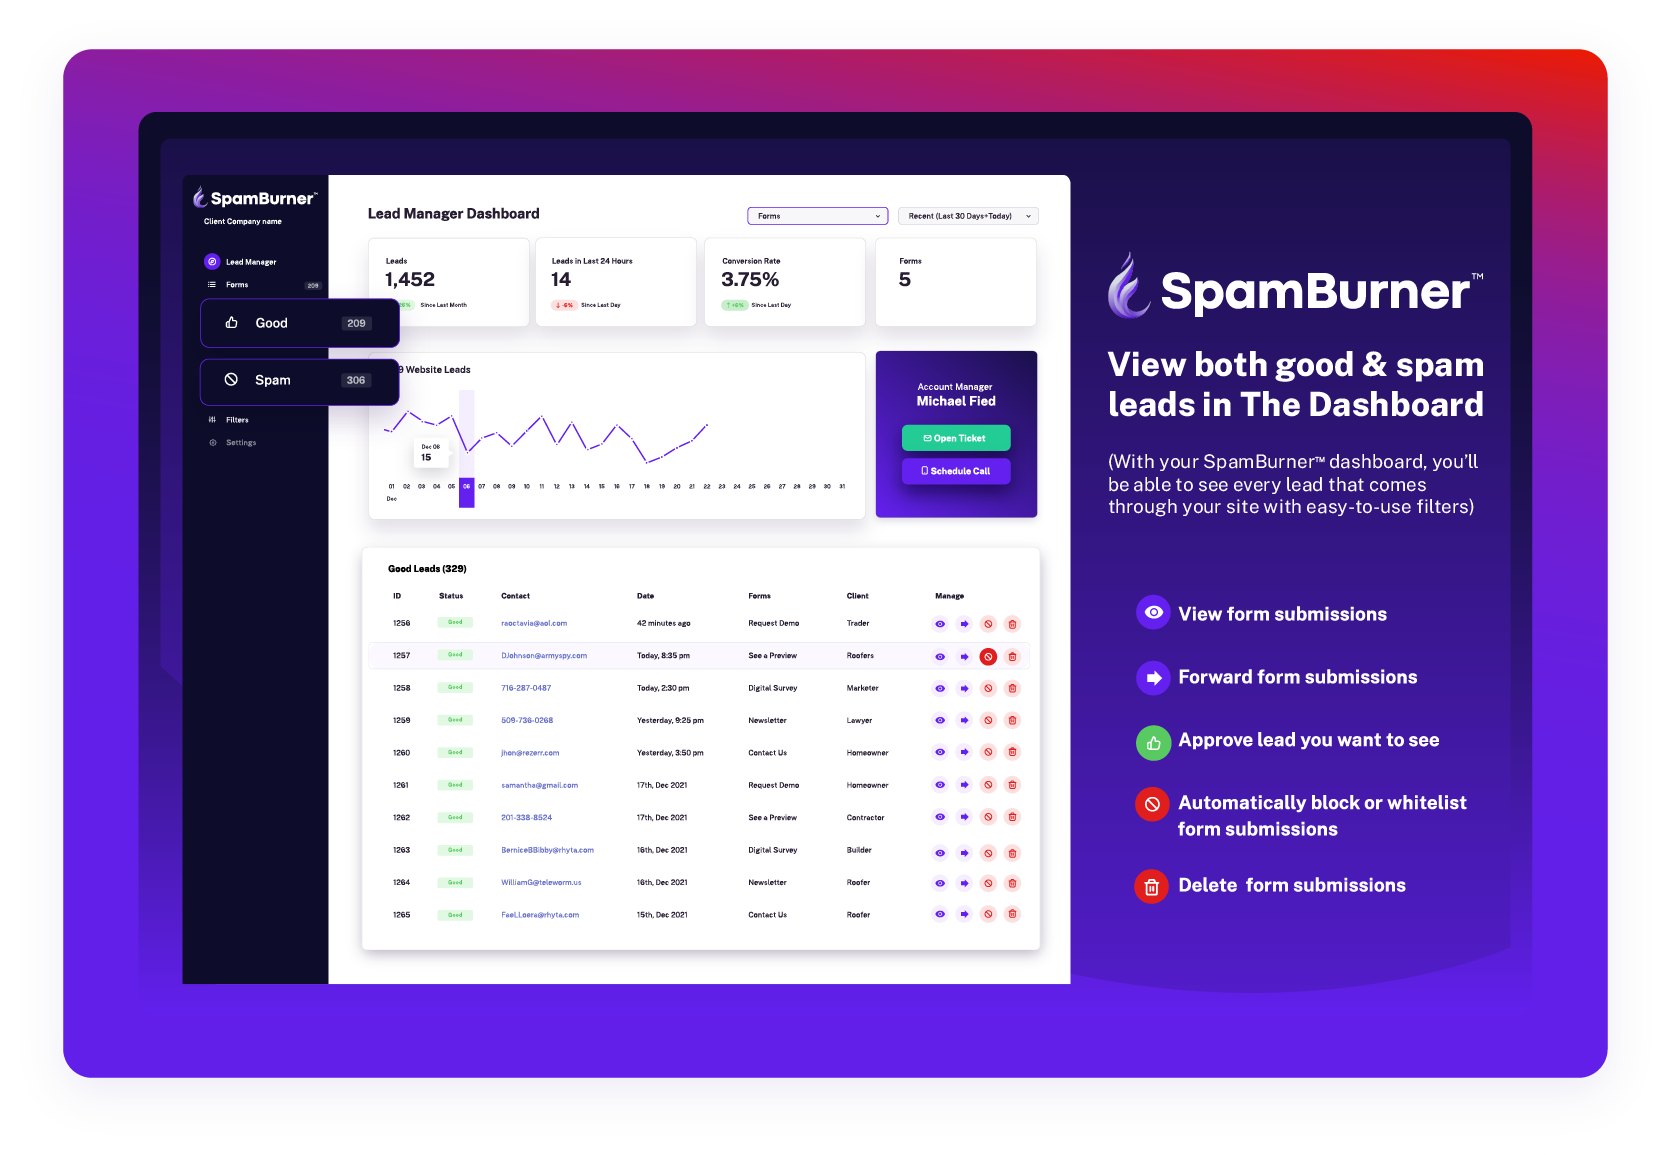 SpamBurner™
Client Company name
Lead Manager
Forms 209
Good 209
Spam 306
Filters
Settings
Lead Manager Dashboard
Forms
Recent (Last 30 Days+Today)
Leads
1,452
Since Last Month
Leads in Last 24 Hours
14
↓ -6% Since Last Day
Conversion Rate
3.75%
↑ +6% Since Last Day
Forms
5
9 Website Leads
Dec 06
15
01 02 03 04 05 06 07 08 09 10 11 12 13 14 15 16 17 18 19 20 21 22 23 24 25 26 27 28 29 30 31
Dec
Account Manager
Michael Fied
Open Ticket
Schedule Call
Good Leads (329)
ID Status Contact Date Forms Client Manage
1256 Good raoctavia@aol.com 42 minutes ago Request Demo Trader
1257 Good DJohnson@armyspy.com Today, 8:35 pm See a Preview Roofers
1258 Good 716-287-0487 Today, 2:30 pm Digital Survey Marketer
1259 Good 509-736-0268 Yesterday, 9:25 pm Newsletter Lawyer
1260 Good jhon@rezerr.com Yesterday, 3:50 pm Contact Us Homeowner
1261 Good samantha@gmail.com 17th, Dec 2021 Request Demo Homeowner
1262 Good 201-338-8524 17th, Dec 2021 See a Preview Contractor
1263 Good BerniceBBibby@rhyta.com 16th, Dec 2021 Digital Survey Builder
1264 Good WilliamG@teleworm.us 16th, Dec 2021 Newsletter Roofer
1265 Good FaeLLoera@rhyta.com 15th, Dec 2021 Contact Us Roofer
SpamBurner™
View both good & spam
leads in The Dashboard
(With your SpamBurner™ dashboard, you’ll
be able to see every lead that comes
through your site with easy-to-use filters)
View form submissions
Forward form submissions
Approve lead you want to see
Automatically block or whitelist
form submissions
Delete form submissions